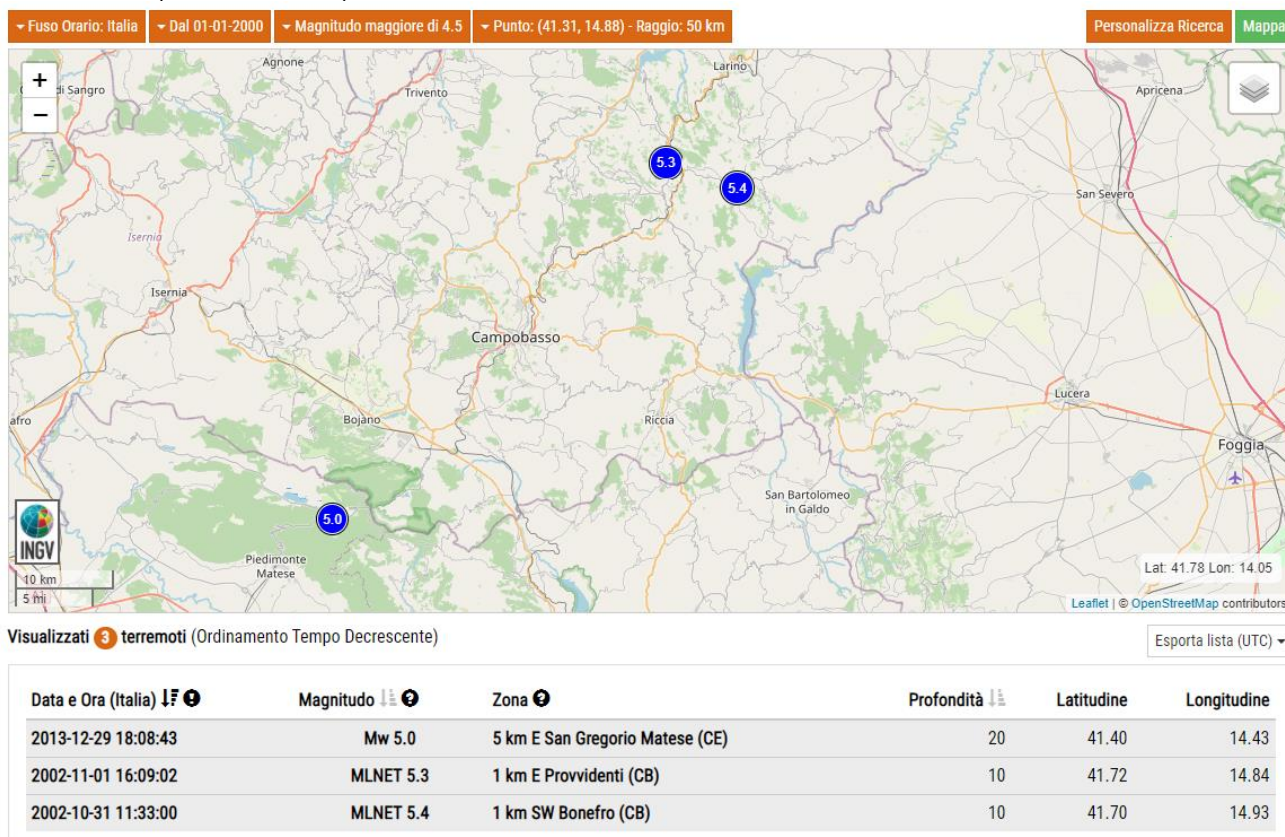 Fuso Orario: Italia
Dal 01-01-2000
Magnitudo maggiore di 4.5
Punto: (41.31, 14.88) - Raggio: 50 km
Personalizza Ricerca
Mappa
+
−
di Sangro
Agnone
Trivento
Larino
Apricena
5.3
5.4
San Severo
Isernia
Isernia
Campobasso
Lucera
afro
Bojano
Riccia
Foggia
San Bartolomeo
in Galdo
5.0
INGV
Piedimonte
Matese
10 km
5 mi
Lat: 41.78 Lon: 14.05
Leaflet | © OpenStreetMap contributors
Visualizzati 3 terremoti (Ordinamento Tempo Decrescente)
Esporta lista (UTC)
Data e Ora (Italia) Magnitudo Zona Profondità Latitudine Longitudine
2013-12-29 18:08:43 Mw 5.0 5 km E San Gregorio Matese (CE) 20 41.40 14.43
2002-11-01 16:09:02 MLNET 5.3 1 km E Provvidenti (CB) 10 41.72 14.84
2002-10-31 11:33:00 MLNET 5.4 1 km SW Bonefro (CB) 10 41.70 14.93